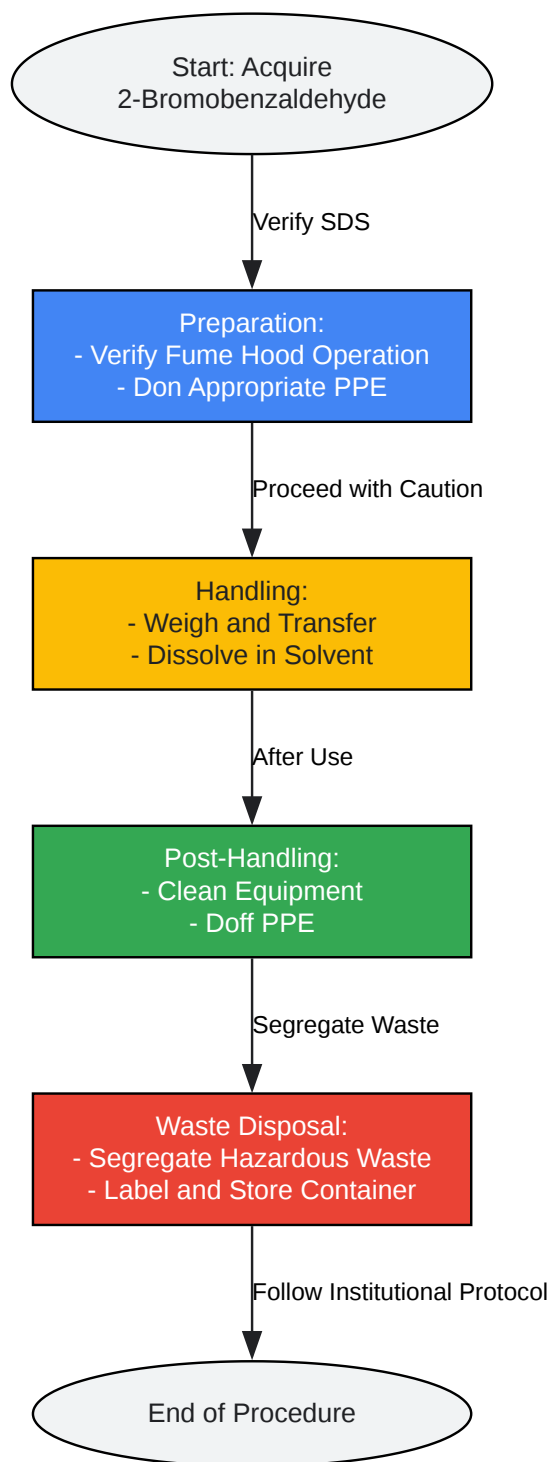 Start: Acquire
2-Bromobenzaldehyde
Verify SDS
Preparation:
- Verify Fume Hood Operation
- Don Appropriate PPE
Proceed with Caution
Handling:
- Weigh and Transfer
- Dissolve in Solvent
After Use
Post-Handling:
- Clean Equipment
- Doff PPE
Segregate Waste
Waste Disposal:
- Segregate Hazardous Waste
- Label and Store Container
Follow Institutional Protocol
End of Procedure